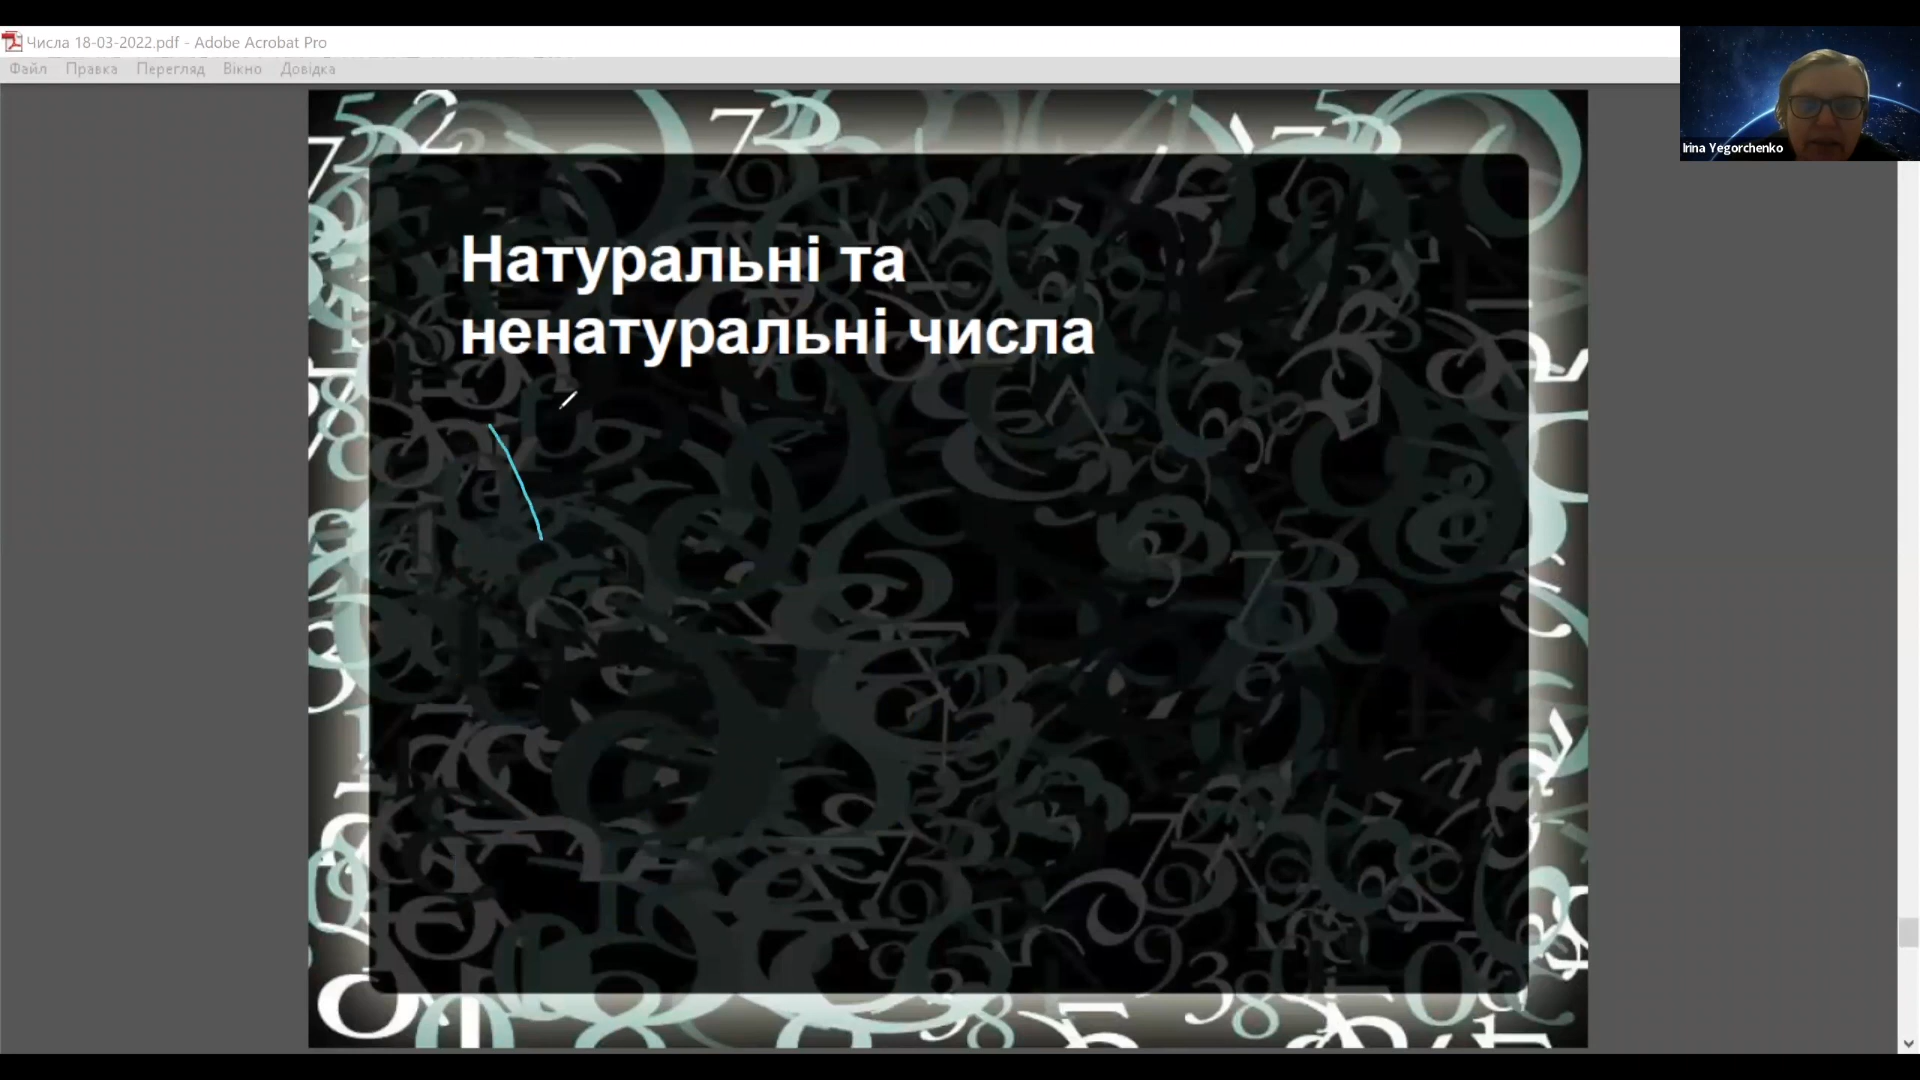 Числа 18-03-2022.pdf - Adobe Acrobat Pro
Файл Правка Перегляд Вікно Довідка
Irina Yegorchenko
Натуральні та
ненатуральні числа